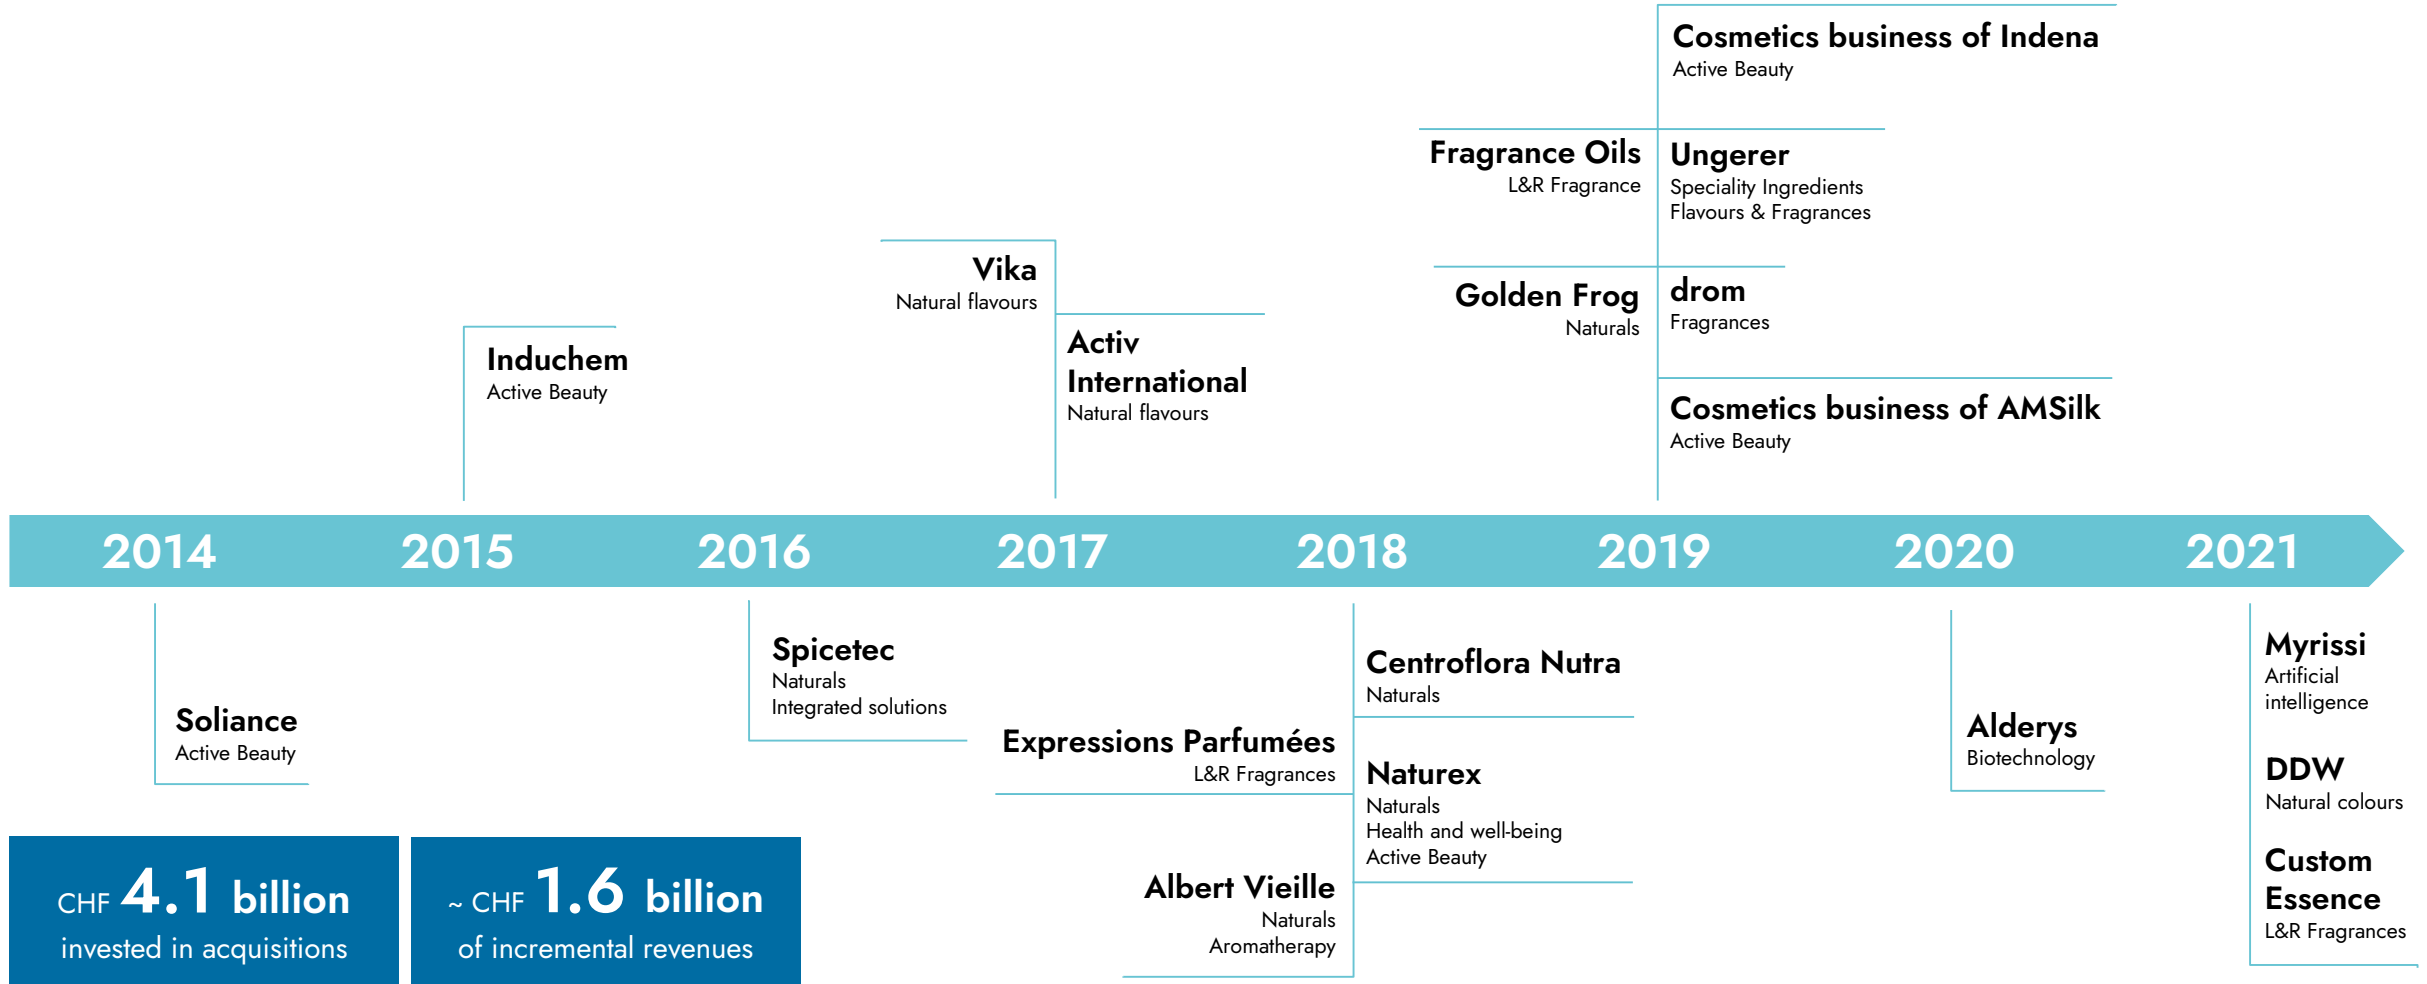 Cosmetics business of Indena
Active Beauty
Fragrance Oils
L&R Fragrance
Ungerer
Speciality Ingredients
Flavours & Fragrances
Vika
Natural flavours
Golden Frog
Naturals
drom
Fragrances
Induchem
Active Beauty
Activ
International
Natural flavours
Cosmetics business of AMSilk
Active Beauty
2014
2015
2016
2017
2018
2019
2020
2021
Soliance
Active Beauty
Spicetec
Naturals
Integrated solutions
Expressions Parfumées
L&R Fragrances
Albert Vieille
Naturals
Aromatherapy
Centroflora Nutra
Naturals
Naturex
Naturals
Health and well-being
Active Beauty
Alderys
Biotechnology
Myrissi
Artificial
intelligence
DDW
Natural colours
Custom
Essence
L&R Fragrances
CHF 4.1 billion
invested in acquisitions
~ CHF 1.6 billion
of incremental revenues